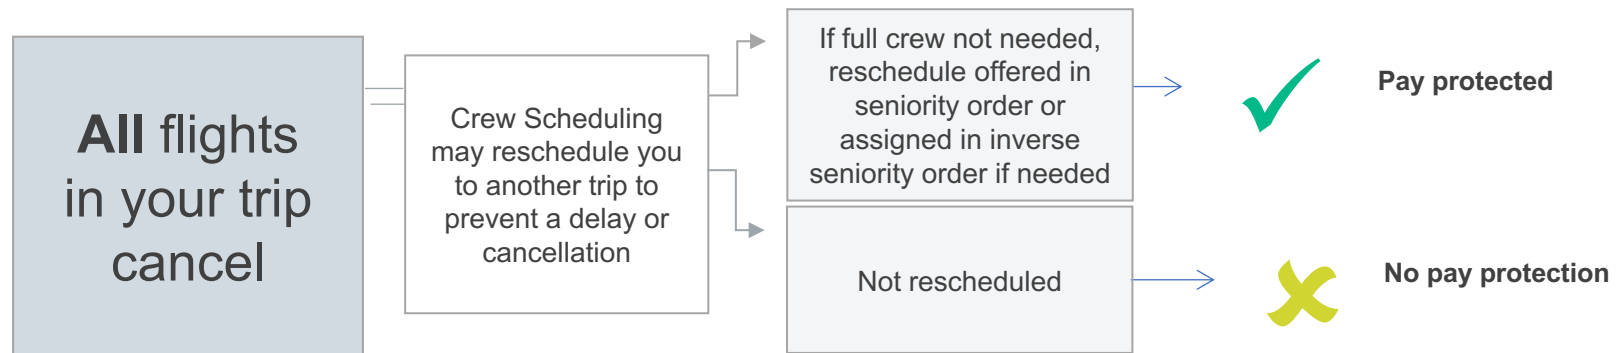 All flights
in your trip
cancel
Crew Scheduling
may reschedule you
to another trip to
prevent a delay or
cancellation
If full crew not needed,
reschedule offered in
seniority order or
assigned in inverse
seniority order if needed
Pay protected
Not rescheduled
No pay protection